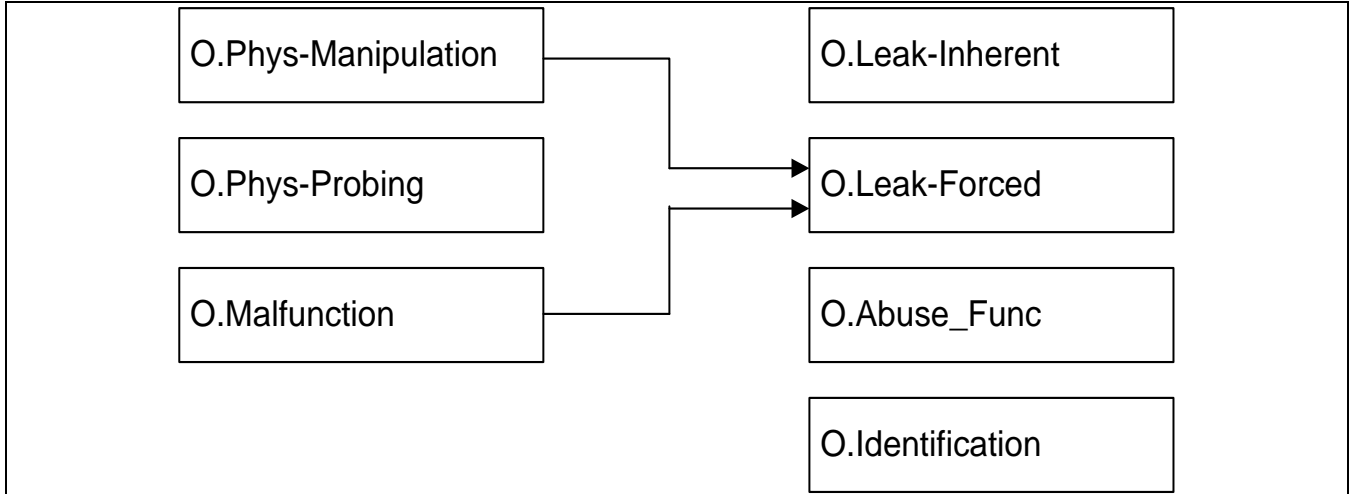 O.Phys-Manipulation
O.Leak-Inherent
O.Phys-Probing
O.Leak-Forced
O.Malfunction
O.Abuse_Func
O.Identification